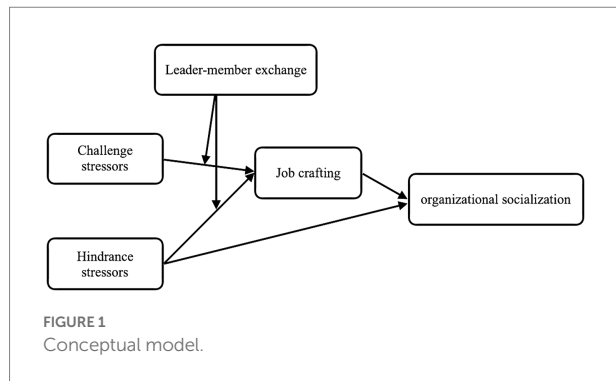 Leader-member exchange
Challenge
stressors
Job crafting
organizational socialization
Hindrance
stressors
FIGURE 1
Conceptual model.